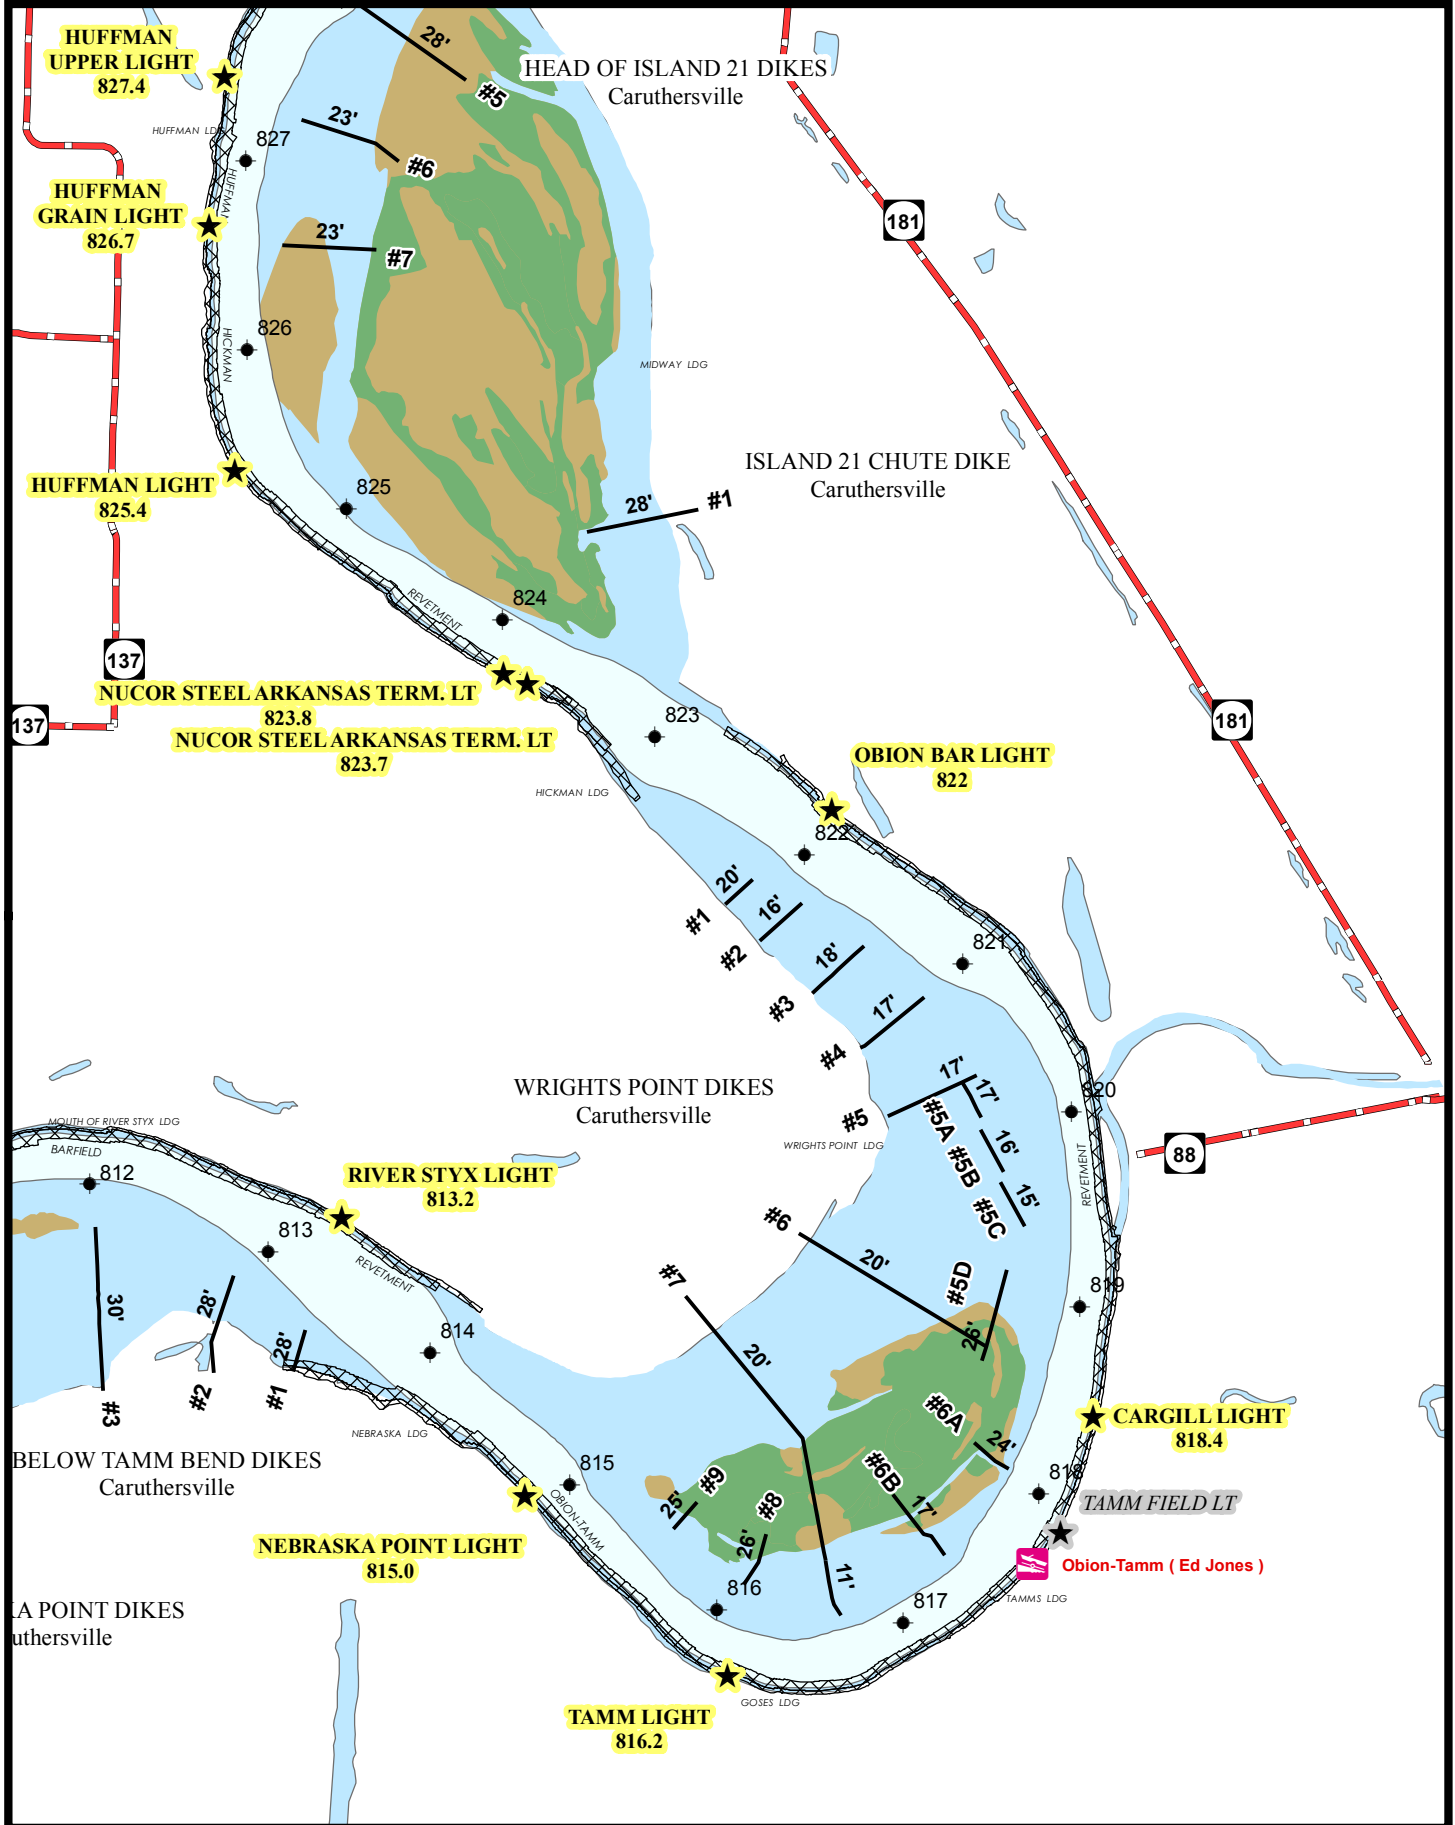 HUFFMAN
UPPER LIGHT
827.4
28'
#5
HEAD OF ISLAND 21 DIKES
Caruthersville
HUFFMAN LDG
827
23'
#6
HUFFMAN
HUFFMAN
GRAIN LIGHT
826.7
23'
#7
181
826
HICKMAN
MIDWAY LDG
HUFFMAN LIGHT
825.4
825
ISLAND 21 CHUTE DIKE
Caruthersville
28'
#1
824
REVETMENT
137
137
NUCOR STEEL ARKANSAS TERM. LT
823.8
NUCOR STEEL ARKANSAS TERM. LT
823.7
823
181
HICKMAN LDG
OBION BAR LIGHT
822
822
20'
#1
16'
#2
18'
#3
821
17'
#4
WRIGHTS POINT DIKES
Caruthersville
17'
#5
17'
#5A
16'
#5B
15'
#5C
WRIGHTS POINT LDG
820
REVETMENT
88
MOUTH OF RIVER STYX LDG
BARFIELD
812
RIVER STYX LIGHT
813.2
813
REVETMENT
814
#6
20'
#5D
26'
819
#7
20'
11'
30'
#3
28'
#2
28'
#1
NEBRASKA LDG
BELOW TAMM BEND DIKES
Caruthersville
815
OBION-TAMM
#6A
24'
CARGILL LIGHT
818.4
818
TAMM FIELD LT
#6B
17'
#9
25'
#8
26'
NEBRASKA POINT LIGHT
815.0
Obion-Tamm ( Ed Jones )
TAMMS LDG
816
817
KA POINT DIKES
uthersville
GOSES LDG
TAMM LIGHT
816.2